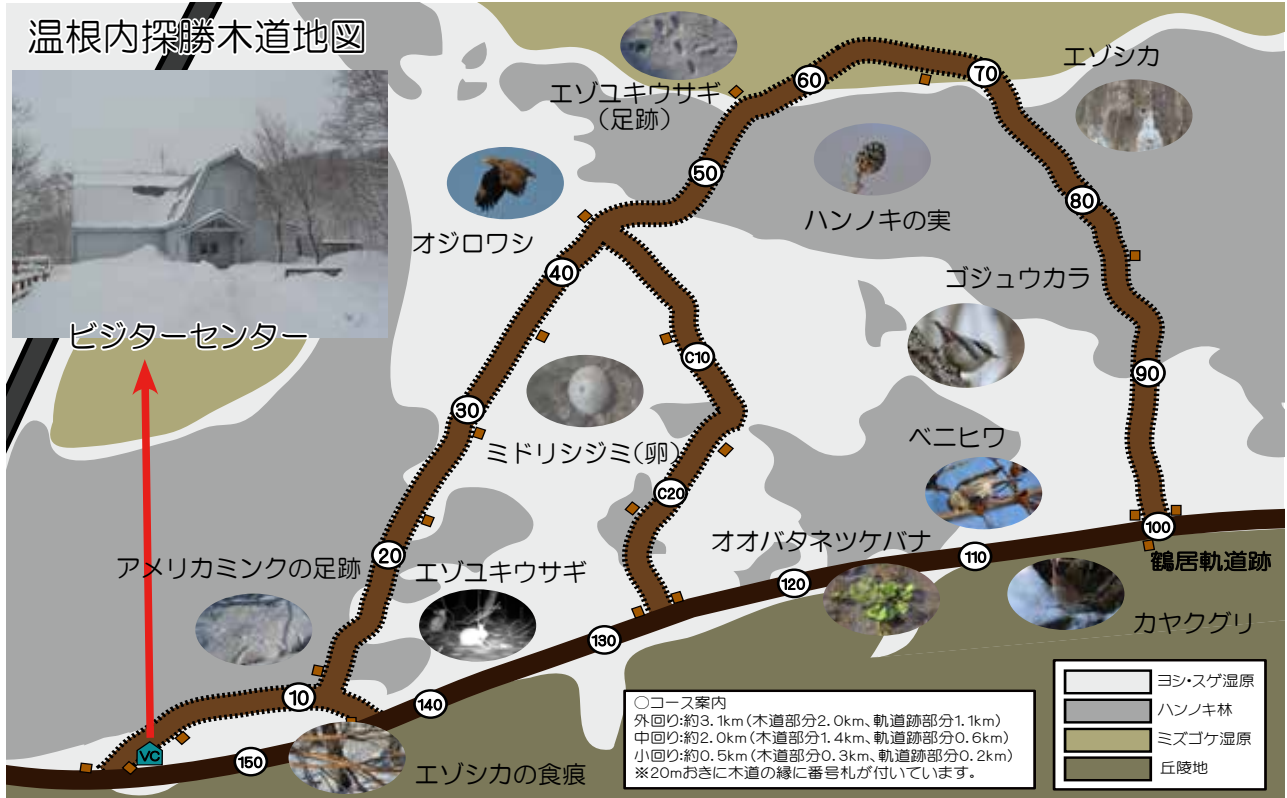 温根内探勝木道地図
ビジターセンター
エゾユキウサギ
(足跡)
エゾシカ
オジロワシ
ハンノキの実
ゴジュウカラ
ミドリシジミ(卵)
ベニヒワ
アメリカミンクの足跡
エゾユキウサギ
オオバタネツケバナ
鶴居軌道跡
カヤクグリ
エゾシカの食痕
VC
10
20
30
40
50
60
70
80
90
100
110
120
130
140
150
C10
C20
○コース案内
外回り:約3.1km(木道部分2.0km、軌道跡部分1.1km)
中回り:約2.0km(木道部分1.4km、軌道跡部分0.6km)
小回り:約0.5km(木道部分0.3km、軌道跡部分0.2km)
※20mおきに木道の縁に番号札が付いています。
ヨシ・スゲ湿原
ハンノキ林
ミズゴケ湿原
丘陵地